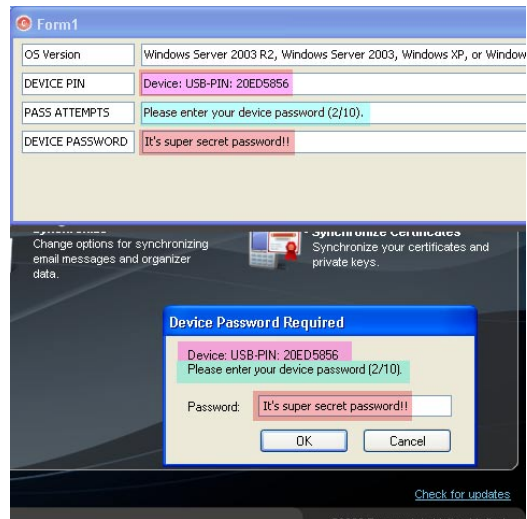 Form1
OS Version
Windows Server 2003 R2, Windows Server 2003, Windows XP, or Window
DEVICE PIN
Device: USB-PIN: 20ED5856
PASS ATTEMPTS
Please enter your device password (2/10).
DEVICE PASSWORD
It's super secret password!!
Synchronize
Change options for synchronizing
email messages and organizer
data.
Synchronize Certificates
Synchronize your certificates and
private keys.
Device Password Required
Device: USB-PIN: 20ED5856
Please enter your device password (2/10).
Password:
It's super secret password!!
OK
Cancel
Check for updates